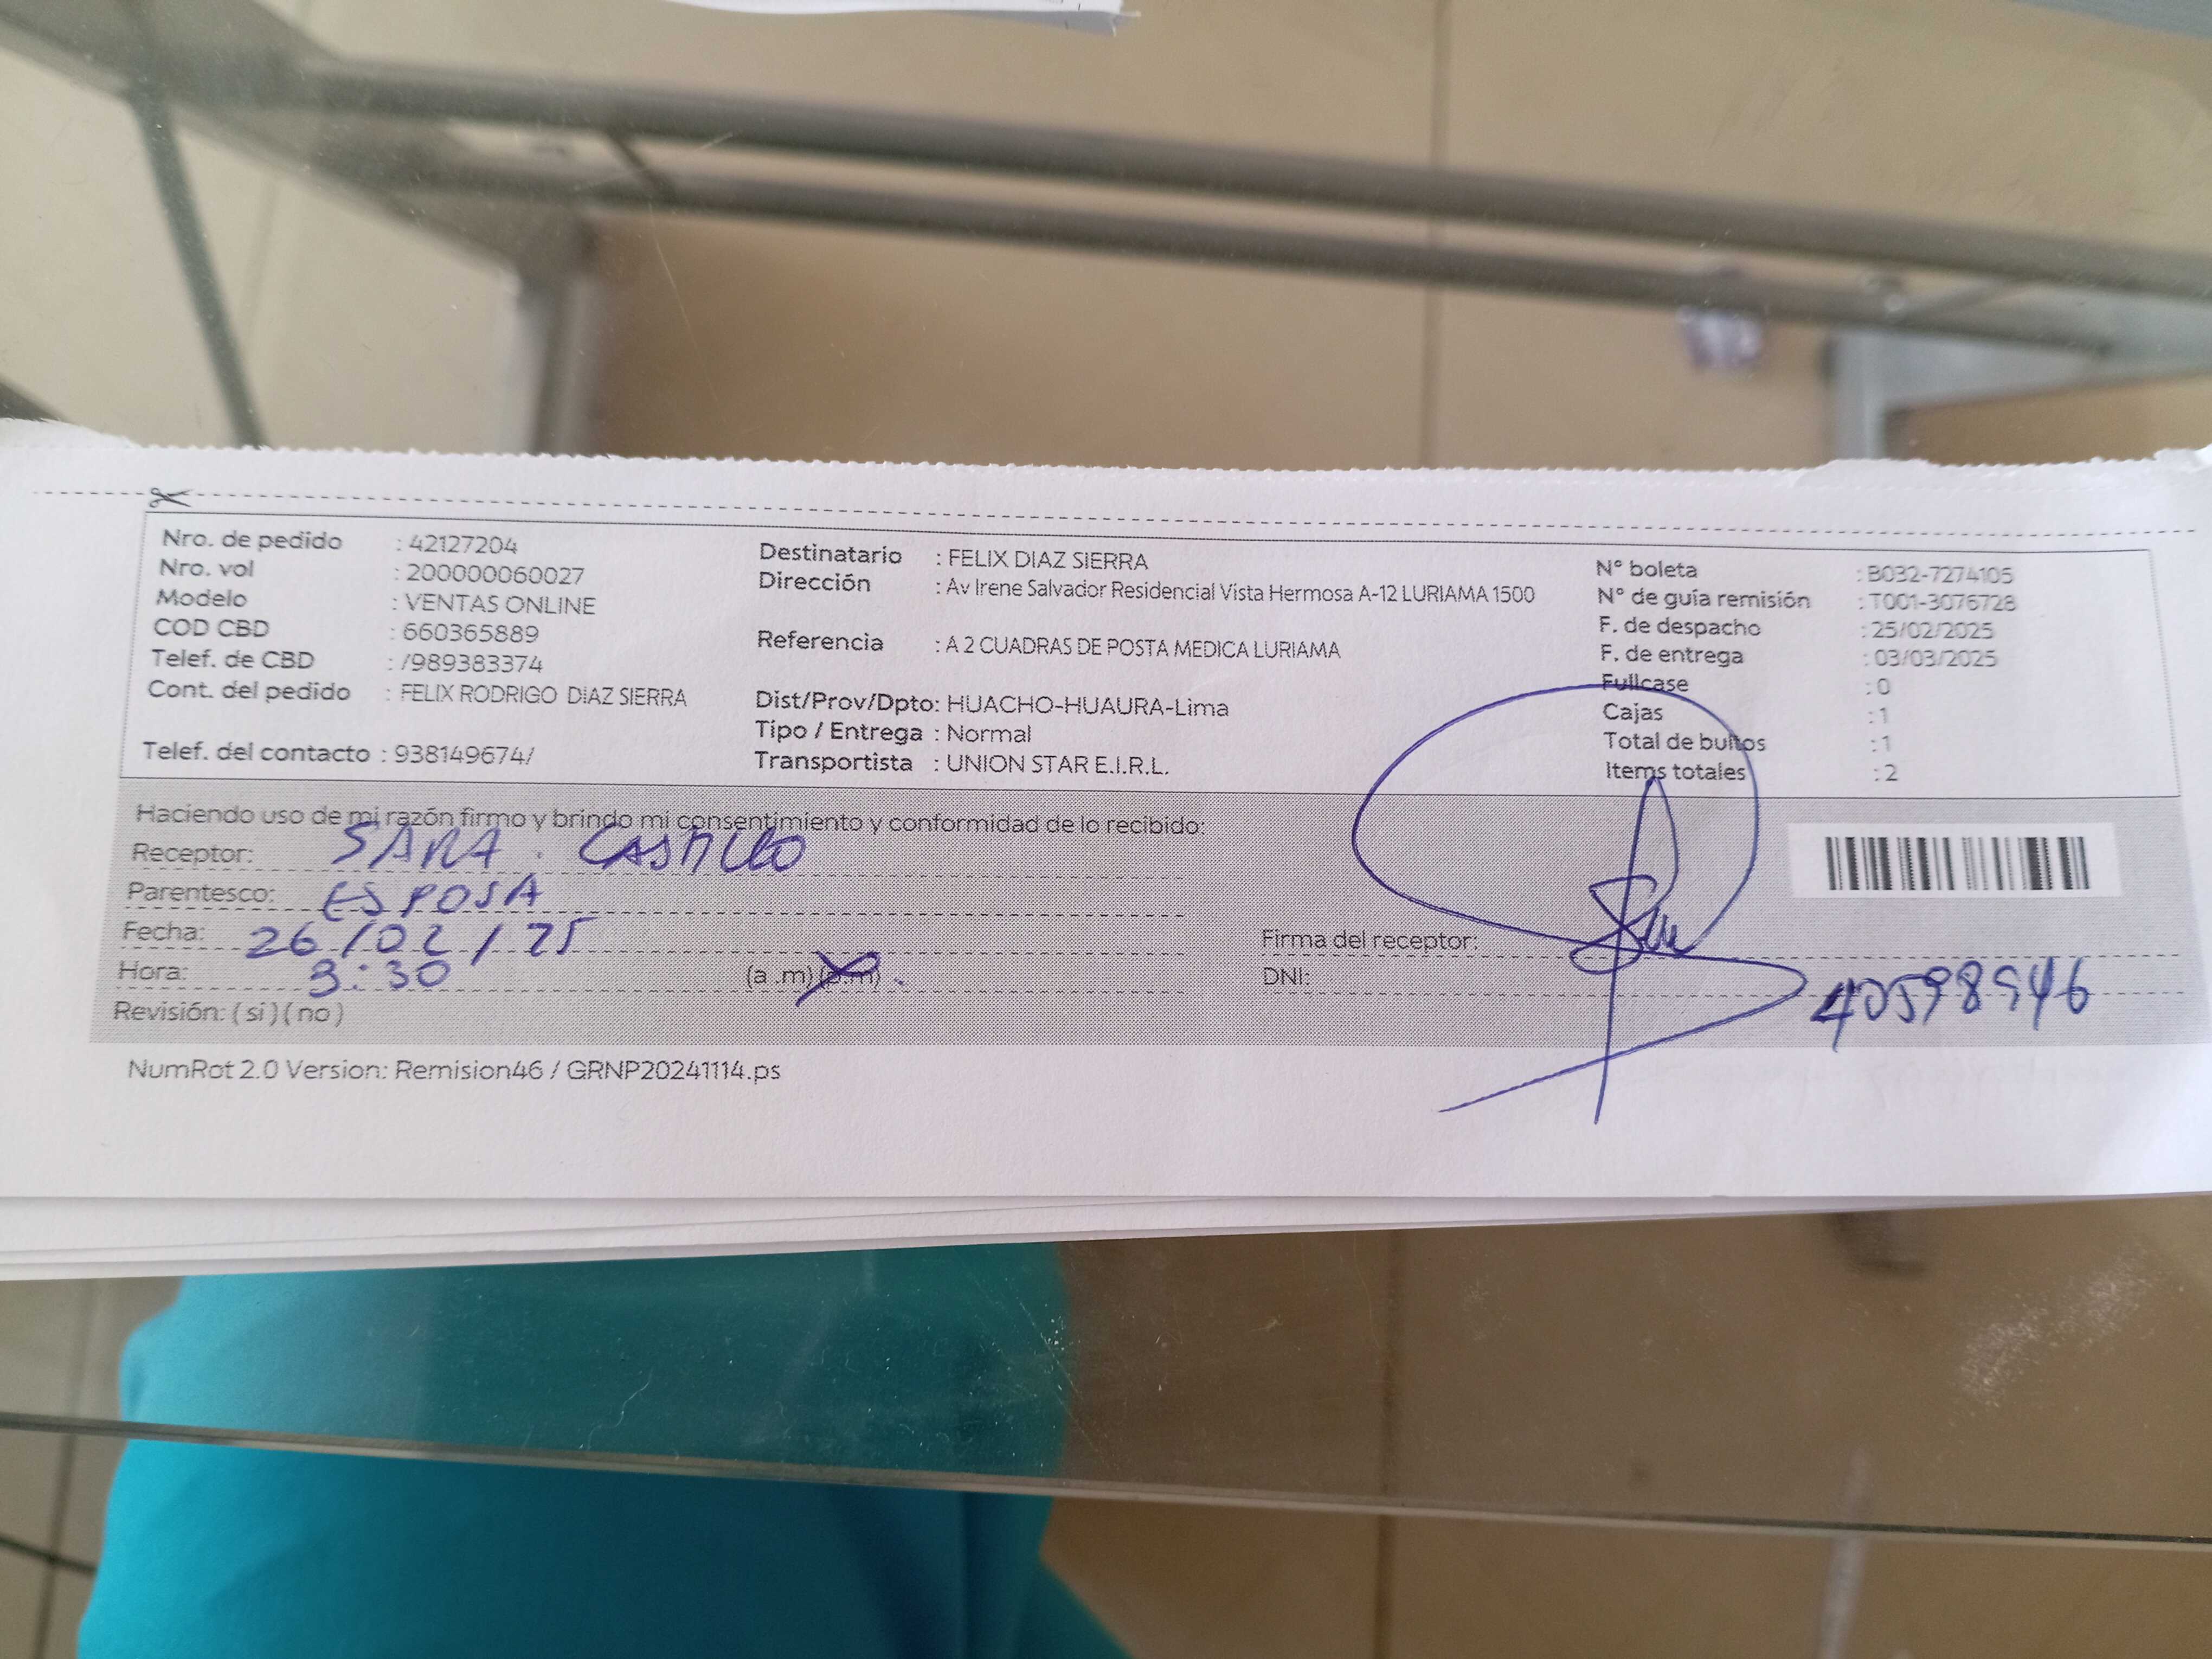 Nro. de pedido : 42127204
Nro. vol : 200000060027
Modelo : VENTAS ONLINE
COD CBD : 660365889
Telef. de CBD : /989383374
Cont. del pedido : FELIX RODRIGO DIAZ SIERRA
Telef. del contacto : 938149674/
Destinatario : FELIX DIAZ SIERRA
Dirección : Av Irene Salvador Residencial Vista Hermosa A-12 LURIAMA 1500
Referencia : A 2 CUADRAS DE POSTA MEDICA LURIAMA
Dist/Prov/Dpto: HUACHO-HUAURA-Lima
Tipo / Entrega : Normal
Transportista : UNION STAR E.I.R.L.
N° boleta : B032-7274105
N° de guía remisión : T001-3076728
F. de despacho : 25/02/2025
F. de entrega : 03/03/2025
Fullcase : 0
Cajas : 1
Total de bultos : 1
Items totales : 2
Haciendo uso de mi razón firmo y brindo mi consentimiento y conformidad de lo recibido:
Receptor: SARA. CASTILLO
Parentesco: ESPOSA
Fecha: 26/02/25
Hora: 3:30 (a .m) (p.m) .
Revisión: ( si ) ( no )
Firma del receptor:
DNI: 40598946
NumRot 2.0 Version: Remision46 / GRNP20241114.ps